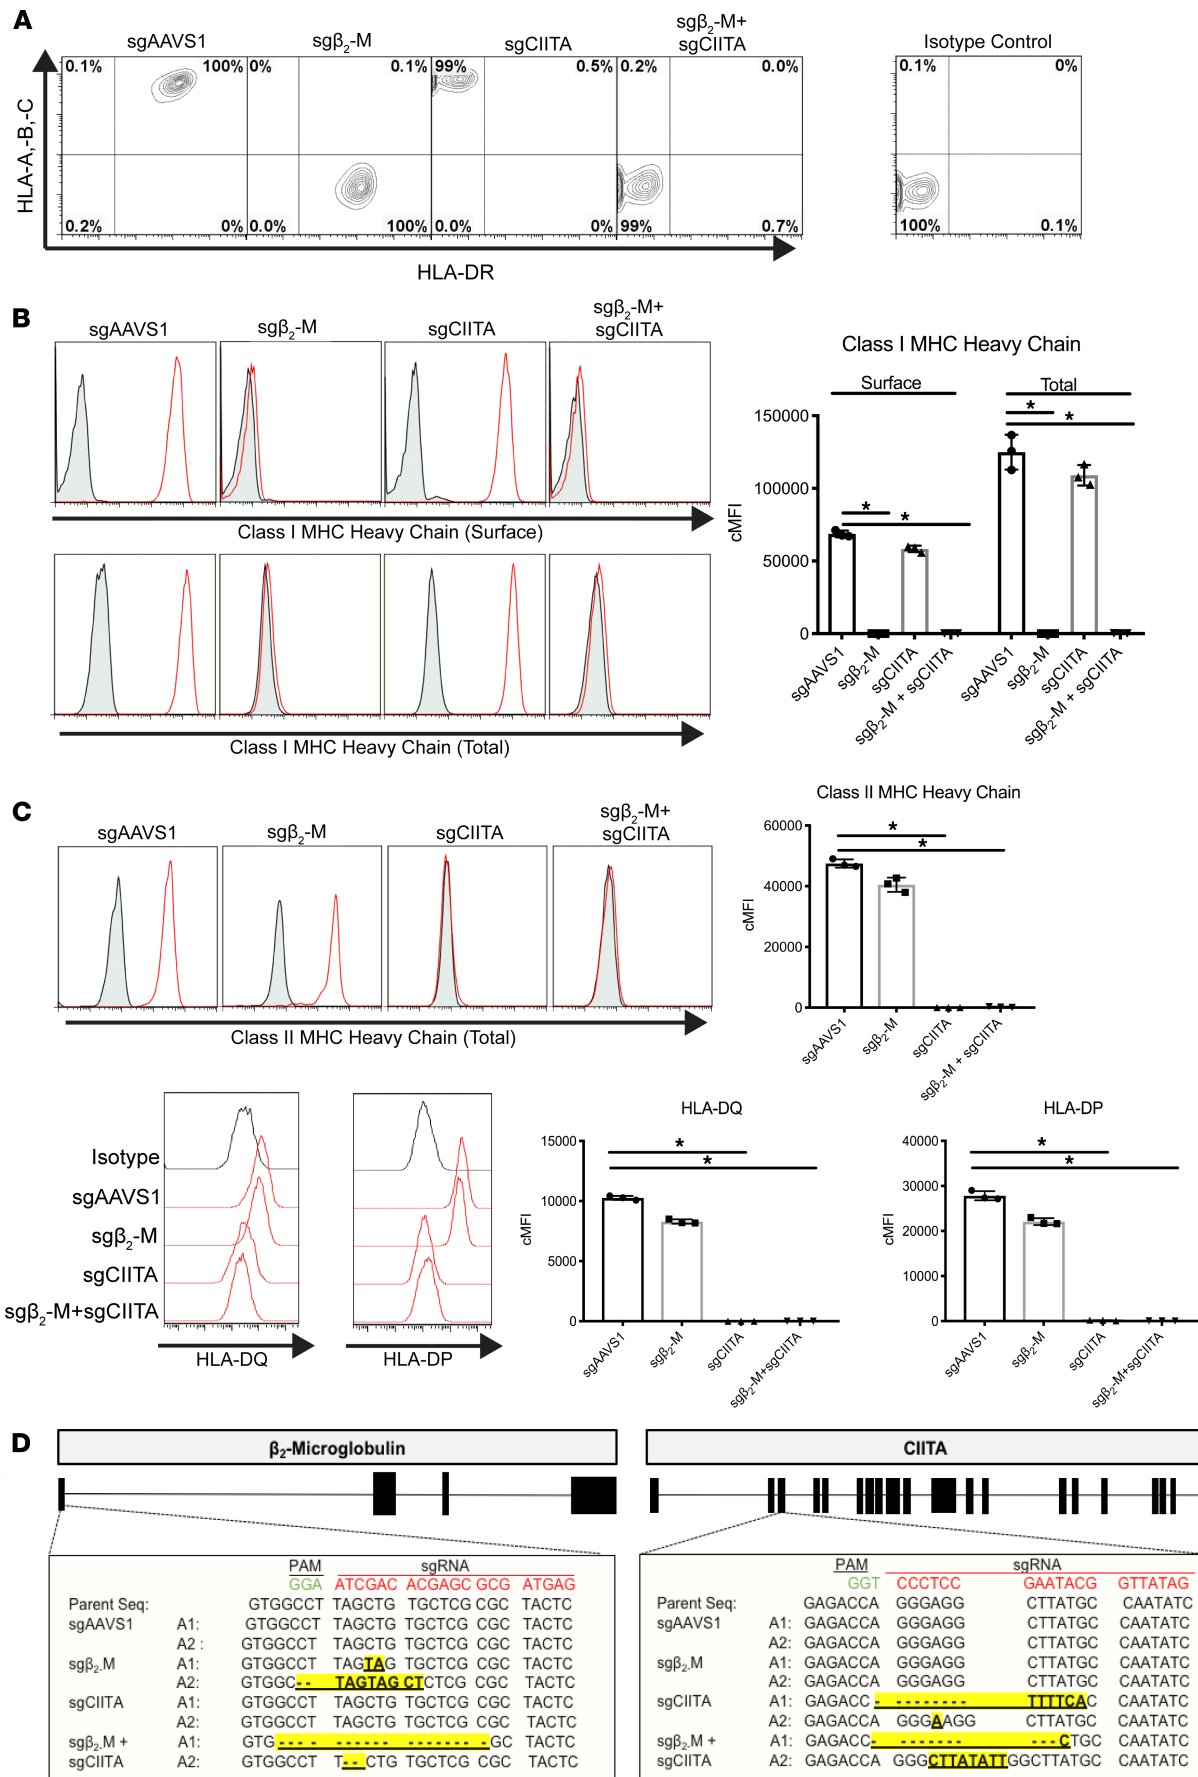 A
sgAAVS1
sgβ2-M
sgCIITA
sgβ2-M+
sgCIITA
Isotype Control
0.1%
100%
0%
0.1%
99%
0.5%
0.2%
0.0%
0.1%
0%
HLA-A,-B,-C
0.2%
0%
0.0%
100%
0.0%
0%
99%
0.7%
100%
0.1%
HLA-DR
B
sgAAVS1
sgβ2-M
sgCIITA
sgβ2-M+
sgCIITA
Class I MHC Heavy Chain (Surface)
Class I MHC Heavy Chain (Total)
Class I MHC Heavy Chain
Surface
Total
150000
100000
50000
0
cMFI
* * * *
sgAAVS1
sgβ2-M
sgCIITA
sgβ2-M + sgCIITA
sgAAVS1
sgβ2-M
sgCIITA
sgβ2-M + sgCIITA
C
sgAAVS1
sgβ2-M
sgCIITA
sgβ2-M+
sgCIITA
Class II MHC Heavy Chain (Total)
Class II MHC Heavy Chain
60000
40000
20000
0
cMFI
* *
sgAAVS1
sgβ2-M
sgCIITA
sgβ2-M + sgCIITA
Isotype
sgAAVS1
sgβ2-M
sgCIITA
sgβ2-M+sgCIITA
HLA-DQ
HLA-DP
HLA-DQ
15000
10000
5000
0
cMFI
* *
sgAAVS1
sgβ2-M
sgCIITA
sgβ2-M+sgCIITA
HLA-DP
40000
30000
20000
10000
0
cMFI
* *
sgAAVS1
sgβ2-M
sgCIITA
sgβ2-M+sgCIITA
D
β2-Microglobulin
PAM sgRNA
GGA ATCGAC ACGAGC GCG ATGAG
Parent Seq: GTGGCCT TAGCTG TGCTCG CGC TACTC
sgAAVS1 A1: GTGGCCT TAGCTG TGCTCG CGC TACTC
A2 : GTGGCCT TAGCTG TGCTCG CGC TACTC
sgβ2.M A1: GTGGCCT TAGTAG TGCTCG CGC TACTC
A2: GTGGC-- TAGTAG CTCTCG CGC TACTC
sgCIITA A1: GTGGCCT TAGCTG TGCTCG CGC TACTC
A2: GTGGCCT TAGCTG TGCTCG CGC TACTC
sgβ2.M + A1: GTG---- ------ ------- -GC TACTC
sgCIITA A2: GTGGCCT T--CTG TGCTCG CGC TACTC
CIITA
PAM sgRNA
GGT CCCTCC GAATACG GTTATAG
Parent Seq: GAGACCA GGGAGG CTTATGC CAATATC
sgAAVS1 A1: GAGACCA GGGAGG CTTATGC CAATATC
A2: GAGACCA GGGAGG CTTATGC CAATATC
sgβ2.M A1: GAGACCA GGGAGG CTTATGC CAATATC
A2: GAGACCA GGGAGG CTTATGC CAATATC
sgCIITA A1: GAGACC- -------- TTTTCAC CAATATC
A2: GAGACCA GGGAAGG CTTATGC CAATATC
sgβ2.M + A1: GAGACC- ------- ---CTGC CAATATC
sgCIITA A2: GAGACCA GGGCTTATATTGGCTTATGC CAATATC